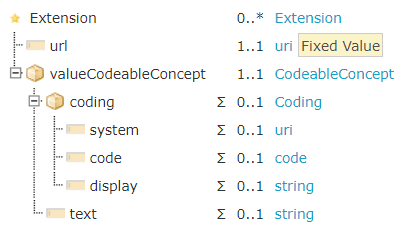 Extension 0..* Extension
url 1..1 uri Fixed Value
valueCodeableConcept 1..1 CodeableConcept
coding Σ 0..1 Coding
system Σ 0..1 uri
code Σ 0..1 code
display Σ 0..1 string
text Σ 0..1 string